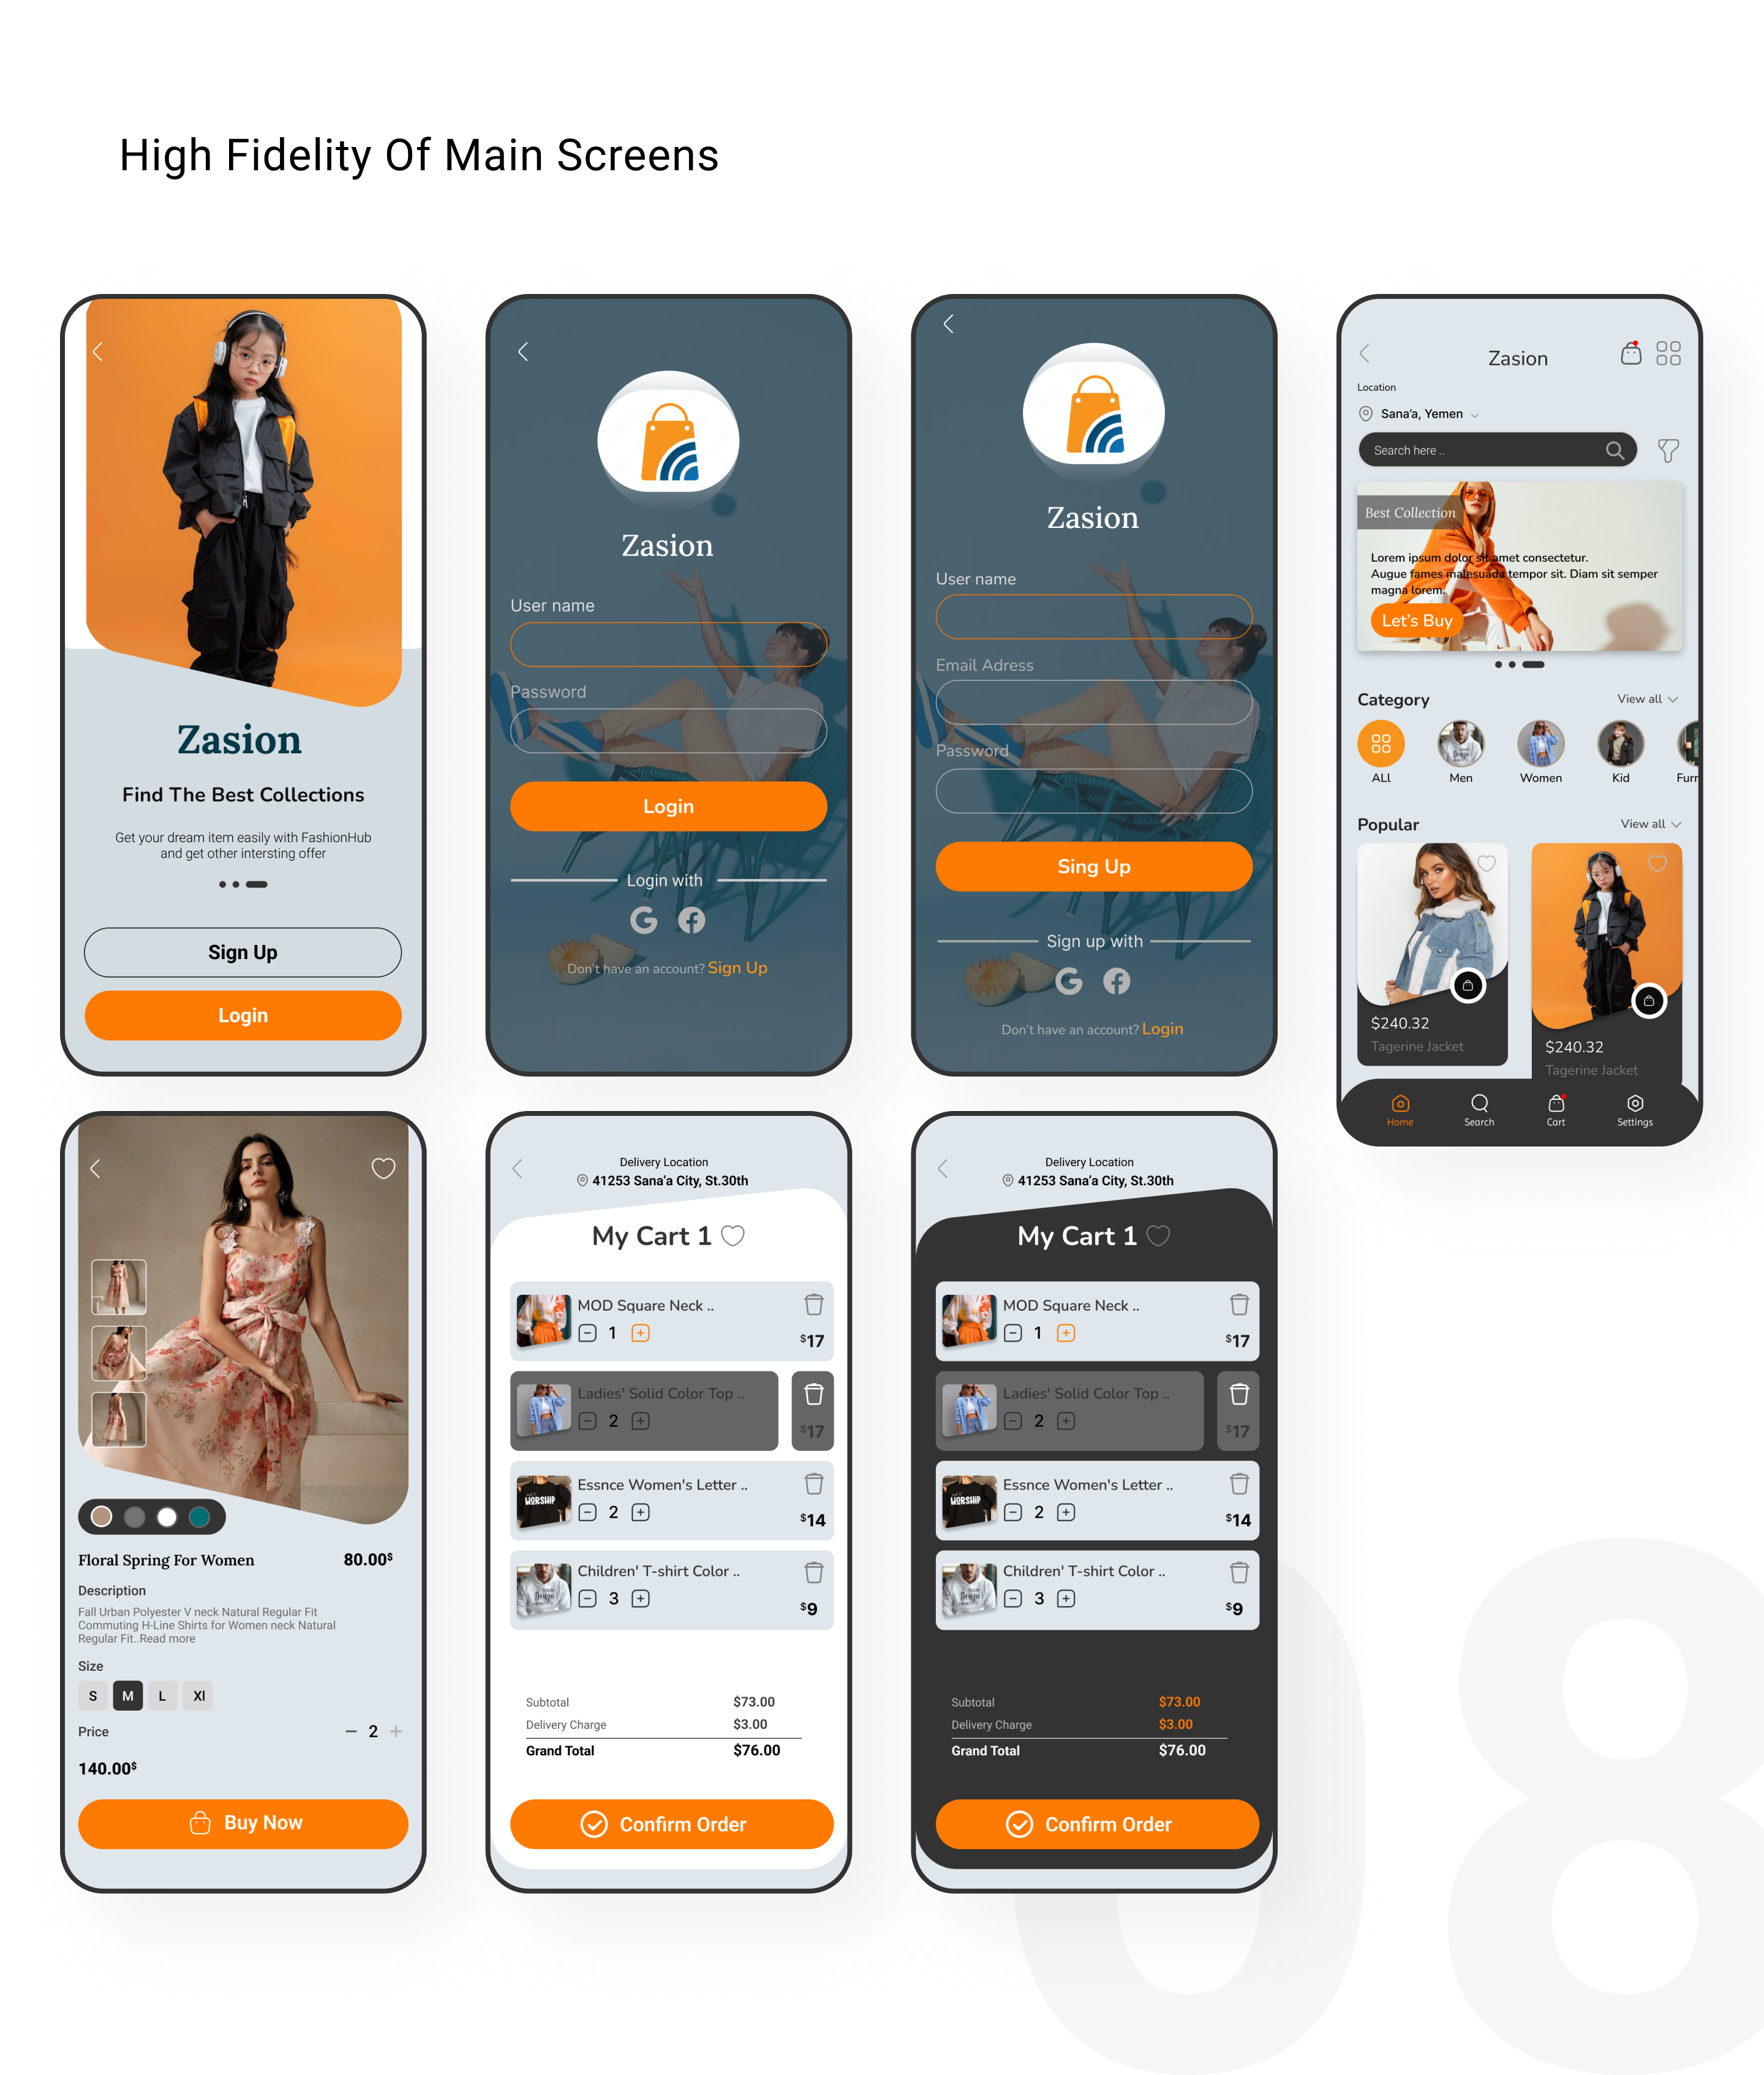 High Fidelity Of Main Screens
Zasion
Find The Best Collections
Get your dream item easily with FashionHub
and get other intersting offer
Sign Up
Login
Zasion
User name
Password
Login
Login with
Don't have an account? Sign Up
Zasion
User name
Email Adress
Password
Sing Up
Sign up with
Don't have an account? Login
Zasion
Location
Sana'a, Yemen
Search here ..
Best Collection
Lorem ipsum dolor sit amet consectetur.
Augue fames malesuada tempor sit. Diam sit semper
magna lorem.
Let's Buy
Category
View all
ALl
Men
Women
Kid
Furr
Popular
View all
$240.32
Tagerine Jacket
$240.32
Tagerine Jacket
Home
Search
Cart
Settings
Floral Spring For Women
80.00$
Description
Fall Urban Polyester V neck Natural Regular Fit
Commuting H-Line Shirts for Women neck Natural
Regular Fit..Read more
Size
S
M
L
Xl
Price
2
140.00$
Buy Now
Delivery Location
41253 Sana'a City, St.30th
My Cart 1
MOD Square Neck ..
1
$17
Ladies' Solid Color Top ..
2
$17
WORSHIP
Essnce Women's Letter ..
2
$14
YOUR
Design
Children' T-shirt Color ..
3
$9
Subtotal
$73.00
Delivery Charge
$3.00
Grand Total
$76.00
Confirm Order
Delivery Location
41253 Sana'a City, St.30th
My Cart 1
MOD Square Neck ..
1
$17
Ladies' Solid Color Top ..
2
$17
WORSHIP
Essnce Women's Letter ..
2
$14
YOUR
Design
Children' T-shirt Color ..
3
$9
Subtotal
$73.00
Delivery Charge
$3.00
Grand Total
$76.00
Confirm Order
08